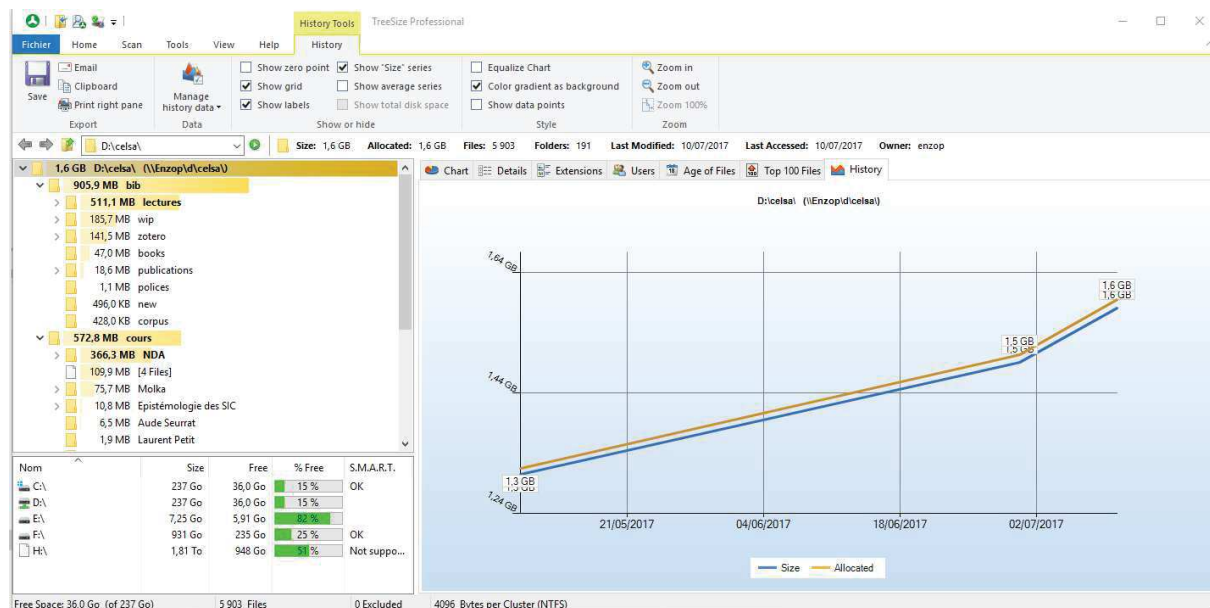 History Tools TreeSize Professional
Fichier Home Scan Tools View Help History
Save
Email
Clipboard
Print right pane
Export
Manage
history data
Data
Show zero point Show "Size" series
Show grid Show average series
Show labels Show total disk space
Show or hide
Equalize Chart
Color gradient as background
Show data points
Style
Zoom in
Zoom out
Zoom 100%
Zoom
D:\celsa\ Size: 1,6 GB Allocated: 1,6 GB Files: 5 903 Folders: 191 Last Modified: 10/07/2017 Last Accessed: 10/07/2017 Owner: enzop
1,6 GB D:\celsa\ (\\Enzop\d\celsa\)
905,9 MB bib
511,1 MB lectures
185,7 MB wip
141,5 MB zotero
47,0 MB books
18,6 MB publications
1,1 MB polices
496,0 KB new
428,0 KB corpus
572,8 MB cours
366,3 MB NDA
109,9 MB [4 Files]
75,7 MB Molka
10,8 MB Epistémologie des SIC
6,5 MB Aude Seurrat
1,9 MB Laurent Petit
Nom Size Free % Free S.M.A.R.T.
C:\ 237 Go 36,0 Go 15 % OK
D:\ 237 Go 36,0 Go 15 %
E:\ 7,25 Go 5,91 Go 82 %
F:\ 931 Go 235 Go 25 % OK
H:\ 1,81 To 948 Go 51 % Not suppo...
Chart Details Extensions Users Age of Files Top 100 Files History
D:\celsa\ (\\Enzop\d\celsa\)
1,64 GB
1,6 GB
1,6 GB
1,5 GB
1,5 GB
1,44 GB
1,3 GB
1,3 GB
1,24 GB
21/05/2017 04/06/2017 18/06/2017 02/07/2017
Size Allocated
Free Space: 36,0 Go (of 237 Go) 5 903 Files 0 Excluded 4096 Bytes per Cluster (NTFS)